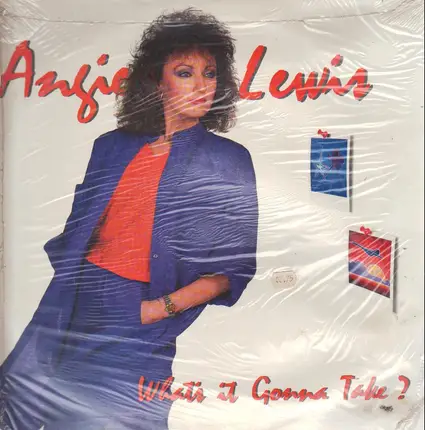 Angie Lewis
What's it Gonna Take?